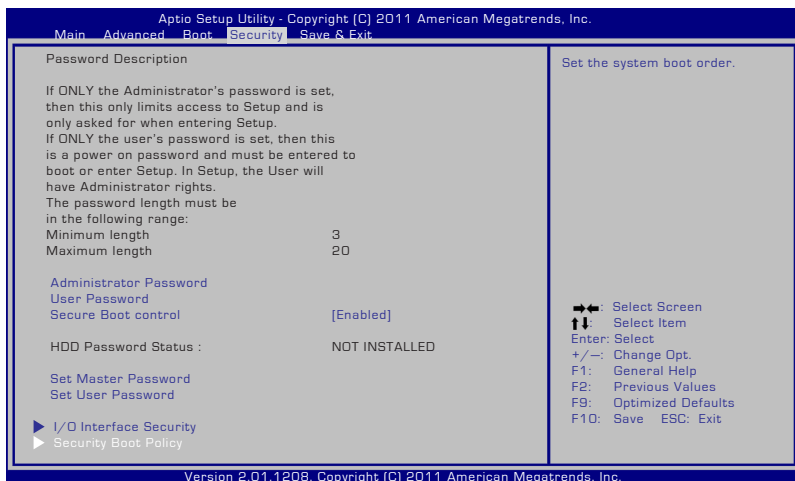 Aptio Setup Utility - Copyright (C) 2011 American Megatrends, Inc.
Main Advanced Boot Security Save & Exit
Password Description
If ONLY the Administrator's password is set,
then this only limits access to Setup and is
only asked for when entering Setup.
If ONLY the user's password is set, then this
is a power on password and must be entered to
boot or enter Setup. In Setup, the User will
have Administrator rights.
The password length must be
in the following range:
Minimum length 3
Maximum length 20
Administrator Password
User Password
Secure Boot control [Enabled]
HDD Password Status : NOT INSTALLED
Set Master Password
Set User Password
I/O Interface Security
Security Boot Policy
Set the system boot order.
→←: Select Screen
↑↓: Select Item
Enter: Select
+/—: Change Opt.
F1: General Help
F2: Previous Values
F9: Optimized Defaults
F10: Save ESC: Exit
Version 2.01.1208. Copyright (C) 2011 American Megatrends, Inc.